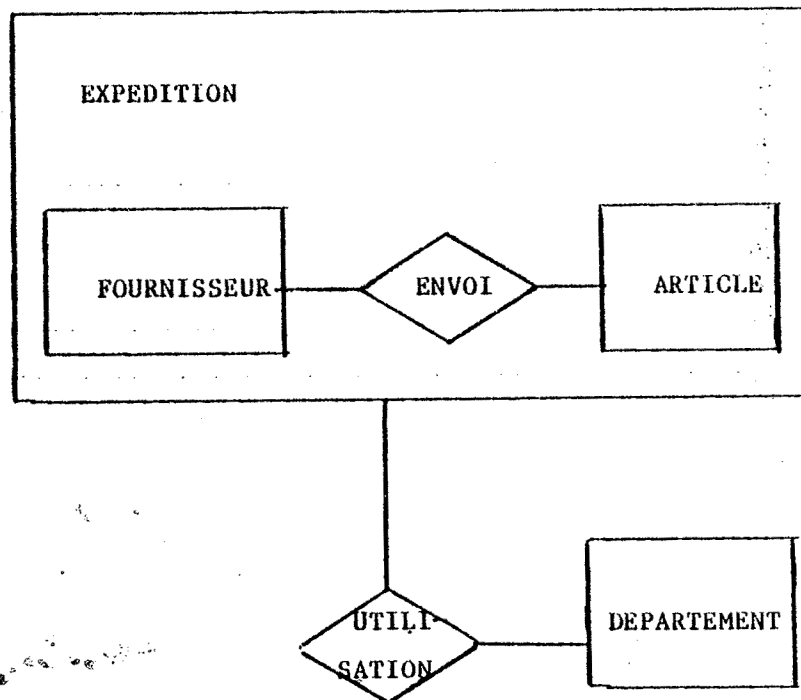 EXPEDITION
FOURNISSEUR
ENVOI
ARTICLE
UTILI-
SATION
DEPARTEMENT